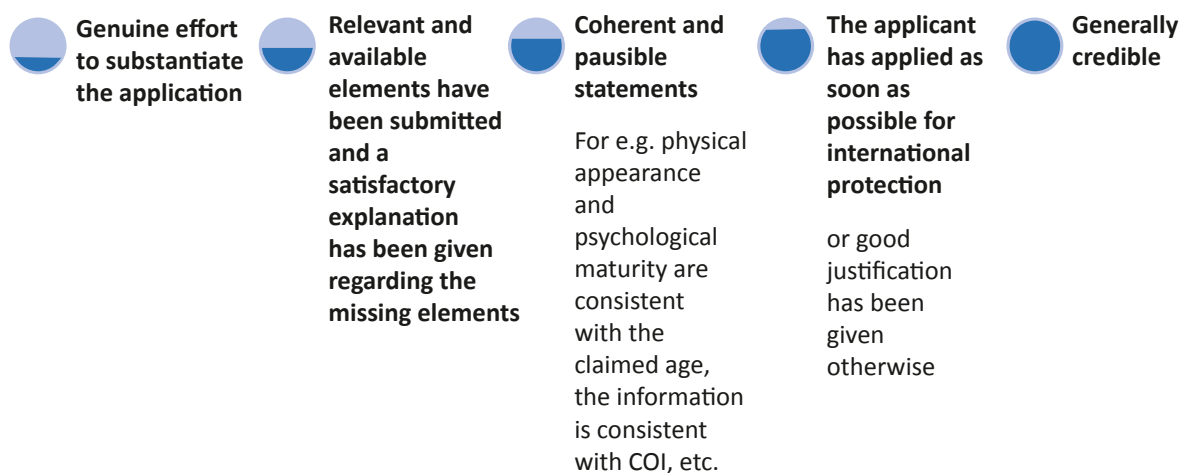 Genuine effort
to substantiate
the application
Relevant and
available
elements have
been submitted
and a
satisfactory
explanation
has been given
regarding the
missing elements
Coherent and
pausible
statements
For e.g. physical
appearance
and
psychological
maturity are
consistent
with the
claimed age,
the information
is consistent
with COI, etc.
The applicant
has applied as
soon as
possible for
international
protection
or good
justification
has been
given
otherwise
Generally
credible